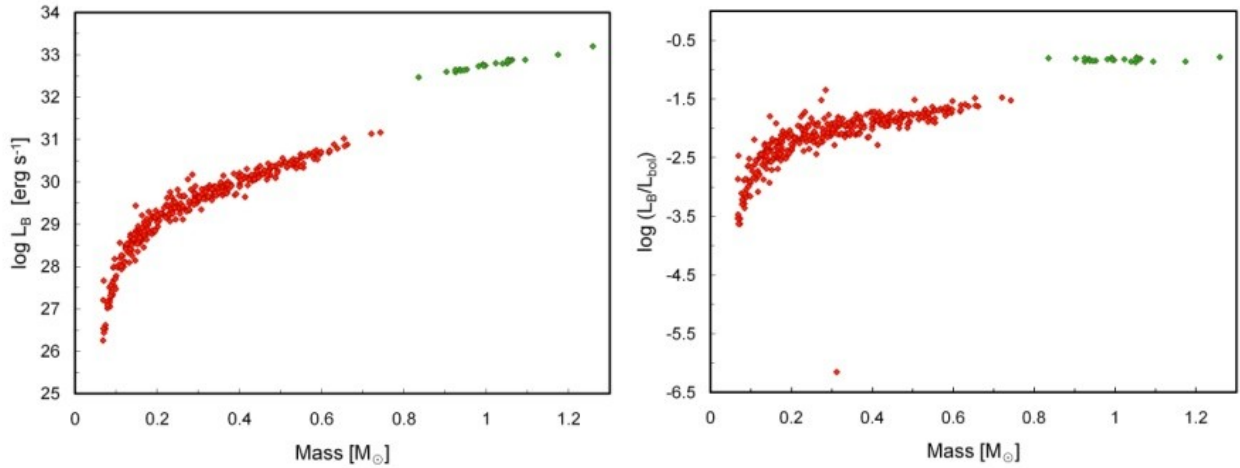 34
33
32
31
30
29
28
27
26
25
log L_B [erg s⁻¹]
0 0.2 0.4 0.6 0.8 1 1.2
Mass [M_⊙]
-0.5
-1.5
-2.5
-3.5
-4.5
-5.5
-6.5
log (L_B/L_bol)
0 0.2 0.4 0.6 0.8 1 1.2
Mass [M_⊙]